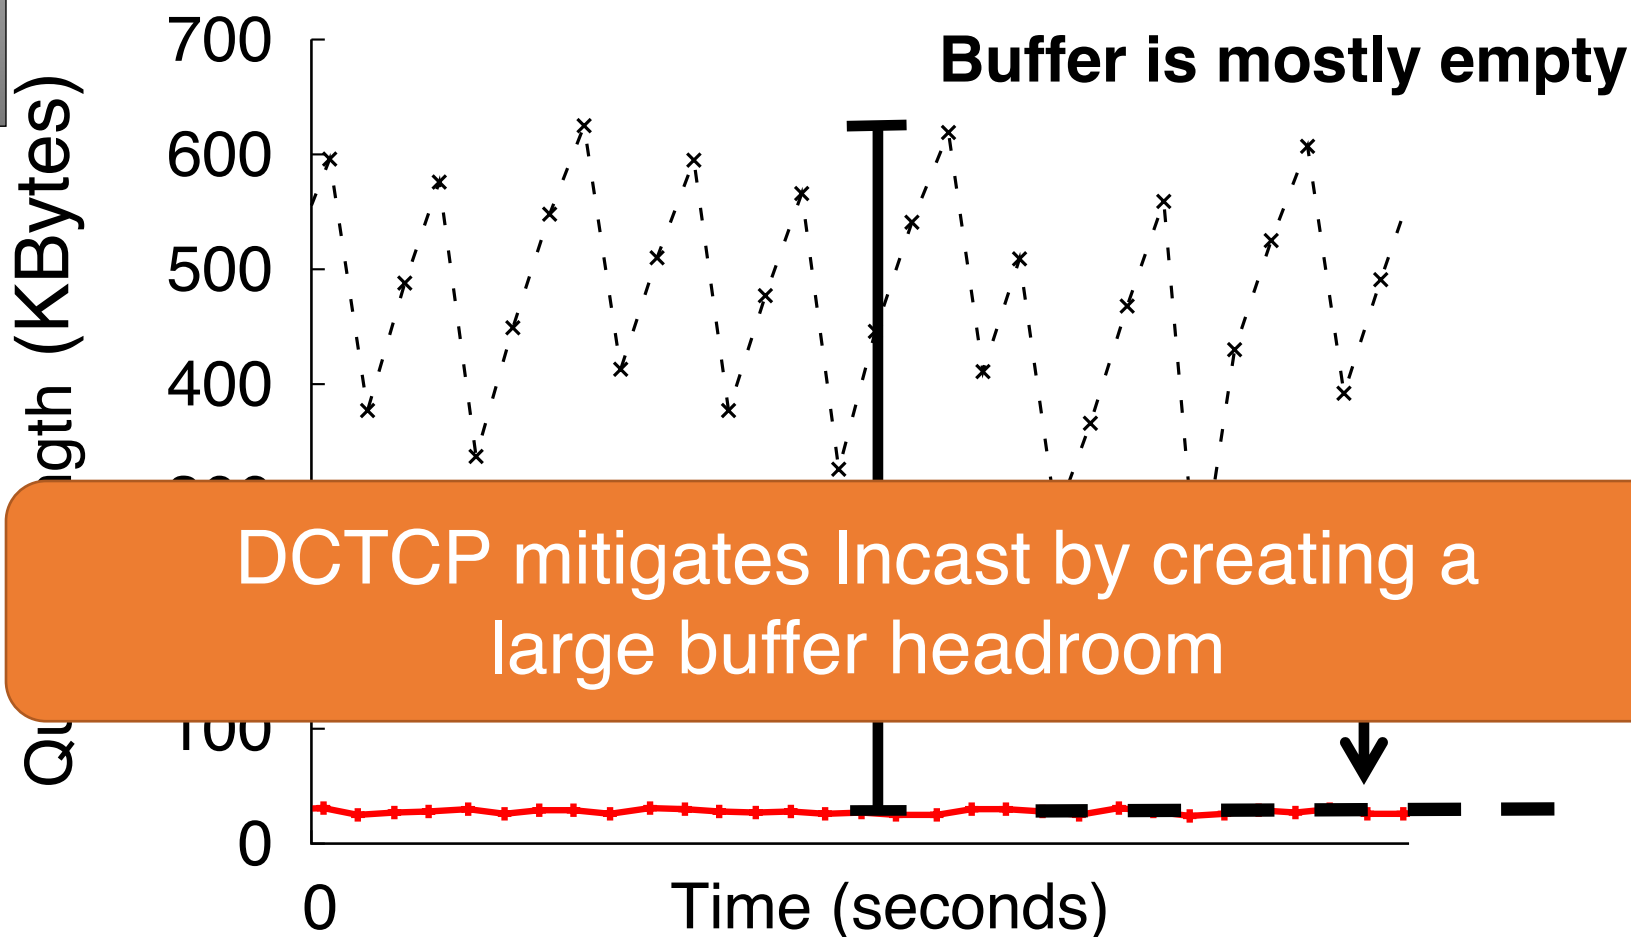 Buffer is mostly empty
700
600
500
400
100
0
(KBytes)
DCTCP mitigates Incast by creating a
large buffer headroom
0
Time (seconds)